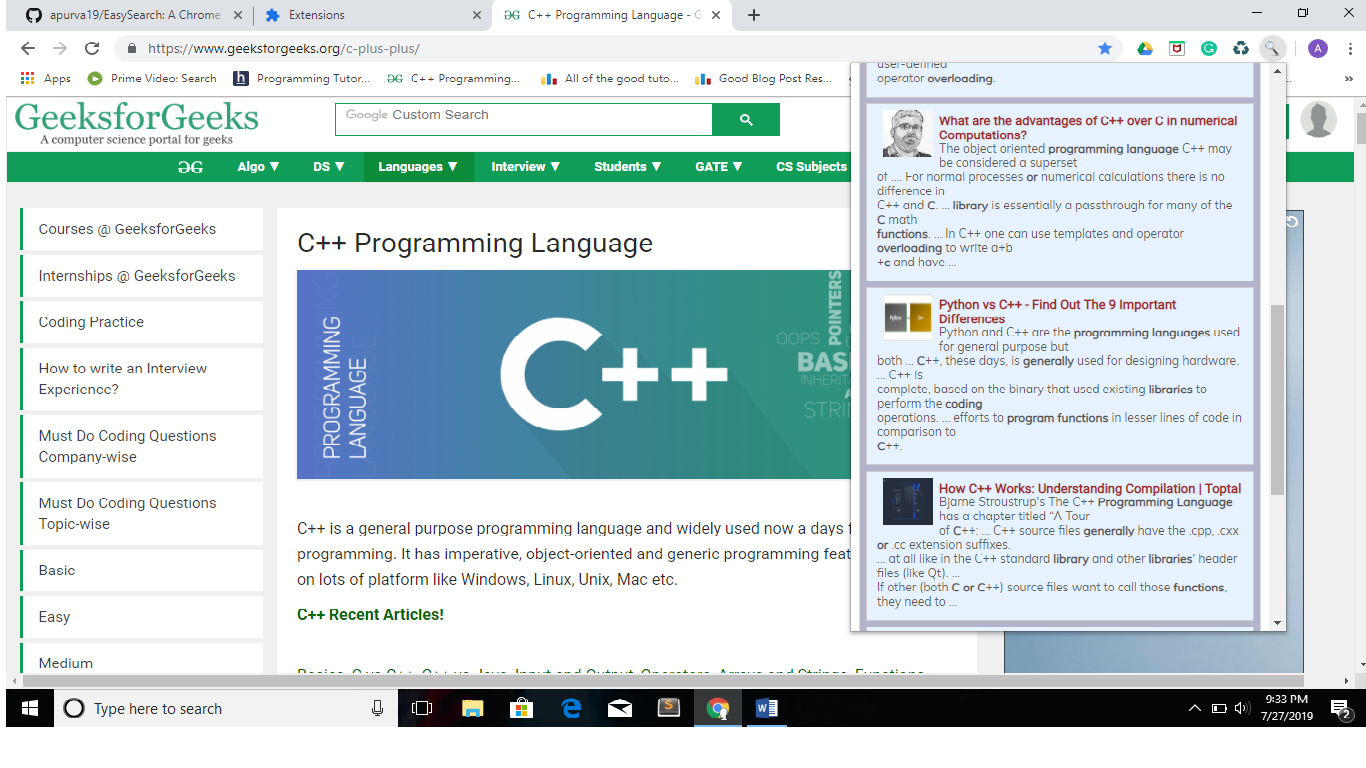 apurva19/EasySearch: A Chrome
Extensions
C++ Programming Language - G
https://www.geeksforgeeks.org/c-plus-plus/
A
Apps
Prime Video: Search
h
Programming Tutor...
C++ Programming...
All of the good tuto...
Good Blog Post Res...
»
GeeksforGeeks
A computer science portal for geeks
Google Custom Search
Algo ▼
DS ▼
Languages ▼
Interview ▼
Students ▼
GATE ▼
CS Subjects
Courses @ GeeksforGeeks
Internships @ GeeksforGeeks
Coding Practice
How to write an Interview
Experience?
Must Do Coding Questions
Company-wise
Must Do Coding Questions
Topic-wise
Basic
Easy
Medium
C++ Programming Language
PROGRAMMING
LANGUAGE
C++
POINTERS
OOPS
BAS
INHERIT
STRIN
C++ is a general purpose programming language and widely used now a days f
programming. It has imperative, object-oriented and generic programming feat
on lots of platform like Windows, Linux, Unix, Mac etc.
C++ Recent Articles!
Basics, C vs C++, C++ vs Java, Input and Output, Operators, Arrays and Strings, Functions,
user-defined
operator overloading.
What are the advantages of C++ over C in numerical
Computations?
The object oriented programming language C++ may
be considered a superset
of .... For normal processes or numerical calculations there is no
difference in
C++ and C. ... library is essentially a passthrough for many of the
C math
functions. ... In C++ one can use templates and operator
overloading to write a+b
+c and have ...
Python vs C++ - Find Out The 9 Important
Differences
Python and C++ are the programming languages used
for general purpose but
both ... C++, these days, is generally used for designing hardware.
... C++ is
complete, based on the binary that used existing libraries to
perform the coding
operations. ... efforts to program functions in lesser lines of code in
comparison to
C++.
How C++ Works: Understanding Compilation | Toptal
Bjarne Stroustrup's The C++ Programming Language
has a chapter titled “A Tour
of C++: ... C++ source files generally have the .cpp, .cxx
or .cc extension suffixes.
... at all like in the C++ standard library and other libraries' header
files (like Qt). ...
If other (both C or C++) source files want to call those functions,
they need to ...
Type here to search
9:33 PM
7/27/2019
2